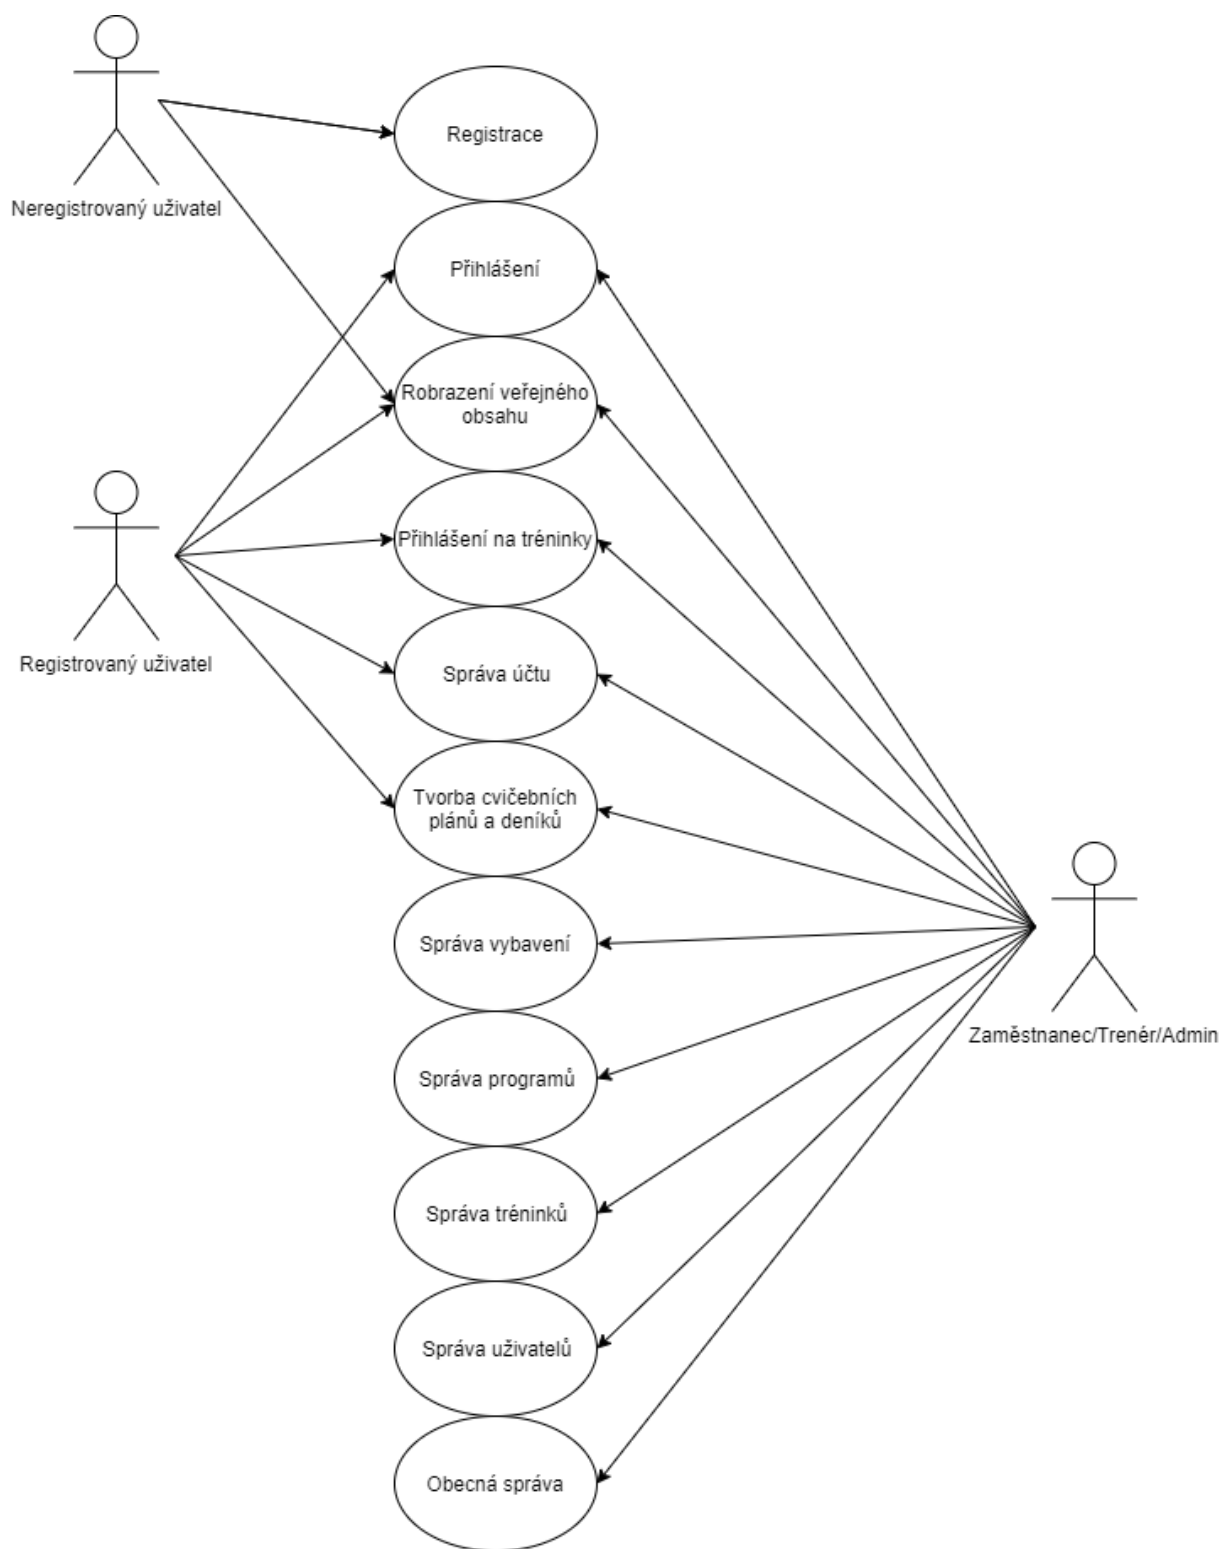 Neregistrovaný uživatel
Registrace
Přihlášení
Robrazení veřejného
obsahu
Přihlášení na tréninky
Registrovaný uživatel
Správa účtu
Tvorba cvičebních
plánů a deníků
Správa vybavení
Zaměstnanec/Trenér/Admin
Správa programů
Správa tréninků
Správa uživatelů
Obecná správa